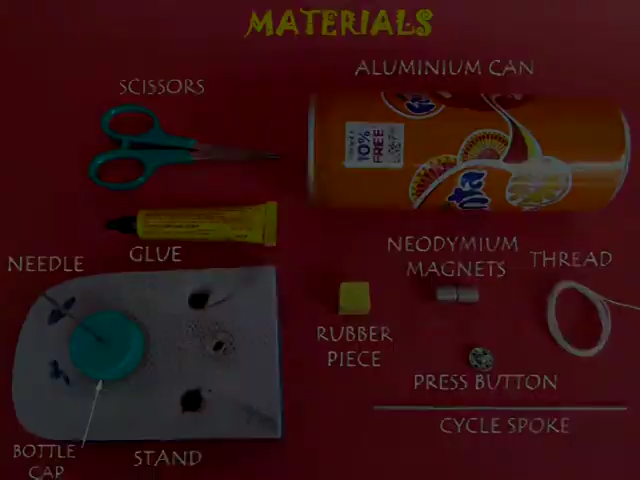 MATERIALS
SCISSORS
ALUMINIUM CAN
10%
FREE
GLUE
NEODYMIUM
MAGNETS
THREAD
NEEDLE
RUBBER
PIECE
PRESS BUTTON
CYCLE SPOKE
BOTTLE
CAP
STAND